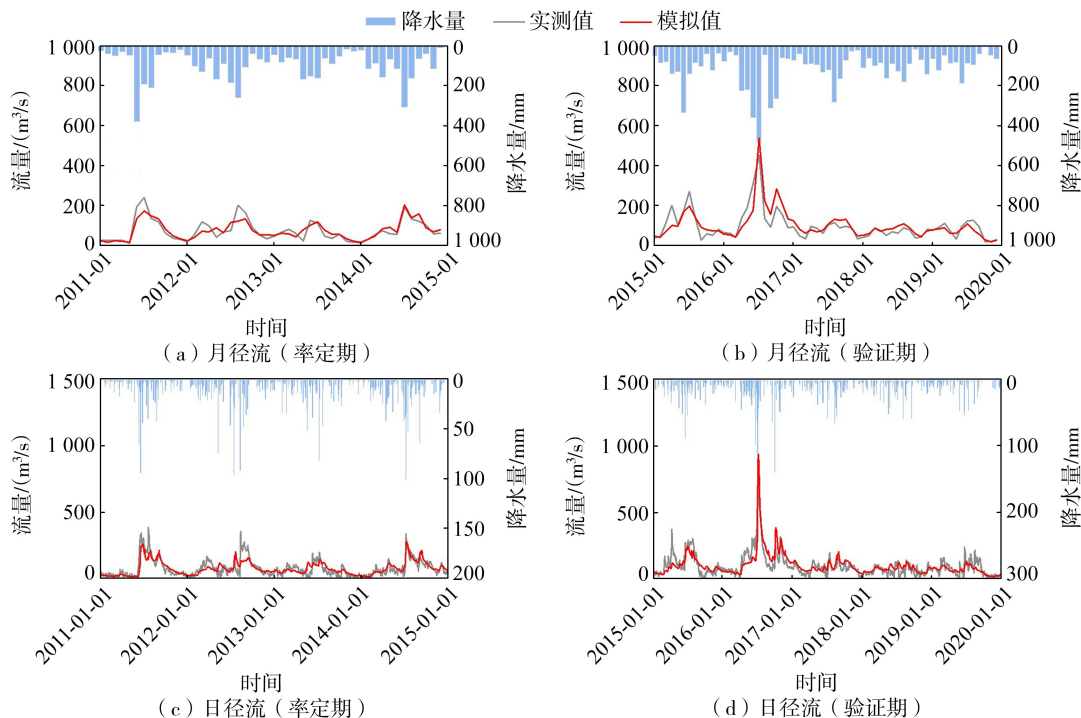 降水量 实测值 模拟值
1 000 800 600 400 200 0
流量/(m³/s)
0 200 400 600 800 1 000
降水量/mm
2011-01 2012-01 2013-01 2014-01 2015-01
时间
(a)月径流(率定期)
1 000 800 600 400 200 0
流量/(m³/s)
0 200 400 600 800 1 000
降水量/mm
2015-01 2016-01 2017-01 2018-01 2019-01 2020-01
时间
(b)月径流(验证期)
1 500 1 000 500 0
流量/(m³/s)
0 50 100 150 200
降水量/mm
2011-01-01 2012-01-01 2013-01-01 2014-01-01 2015-01-01
时间
(c)日径流(率定期)
1 500 1 000 500 0
流量/(m³/s)
0 100 200 300
降水量/mm
2015-01-01 2016-01-01 2017-01-01 2018-01-01 2019-01-01 2020-01-01
时间
(d)日径流(验证期)